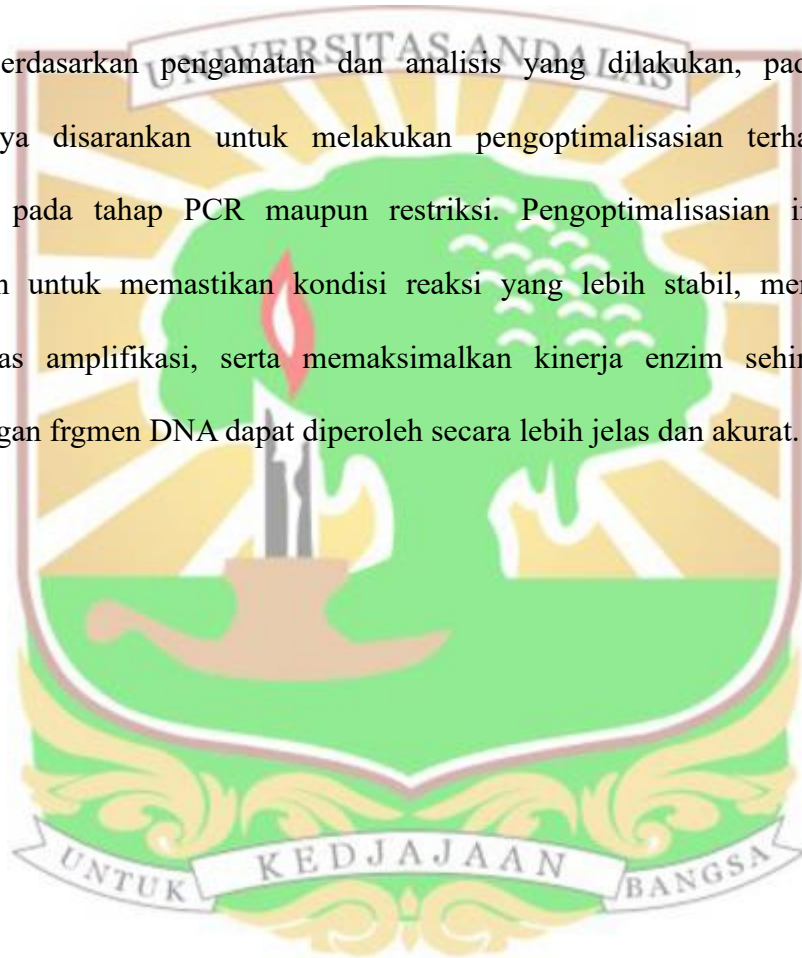 UNIVERSITAS ANDALAS
erdasarkan pengamatan dan analisis yang dilakukan, pad
ya disarankan untuk melakukan pengoptimalisasian terha
pada tahap PCR maupun restriksi. Pengoptimalisasian i
n untuk memastikan kondisi reaksi yang lebih stabil, mer
as amplifikasi, serta memaksimalkan kinerja enzim sehin
gan frgmen DNA dapat diperoleh secara lebih jelas dan akurat.
UNTUK KEDJAJAAN BANGSA